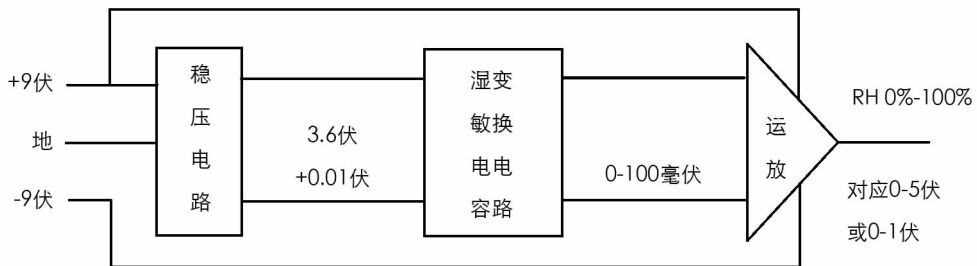 +9伏
地
-9伏
稳压电路
3.6伏
+0.01伏
湿敏电容
变换电路
0-100毫伏
运放
RH 0%-100%
对应0-5伏
或0-1伏